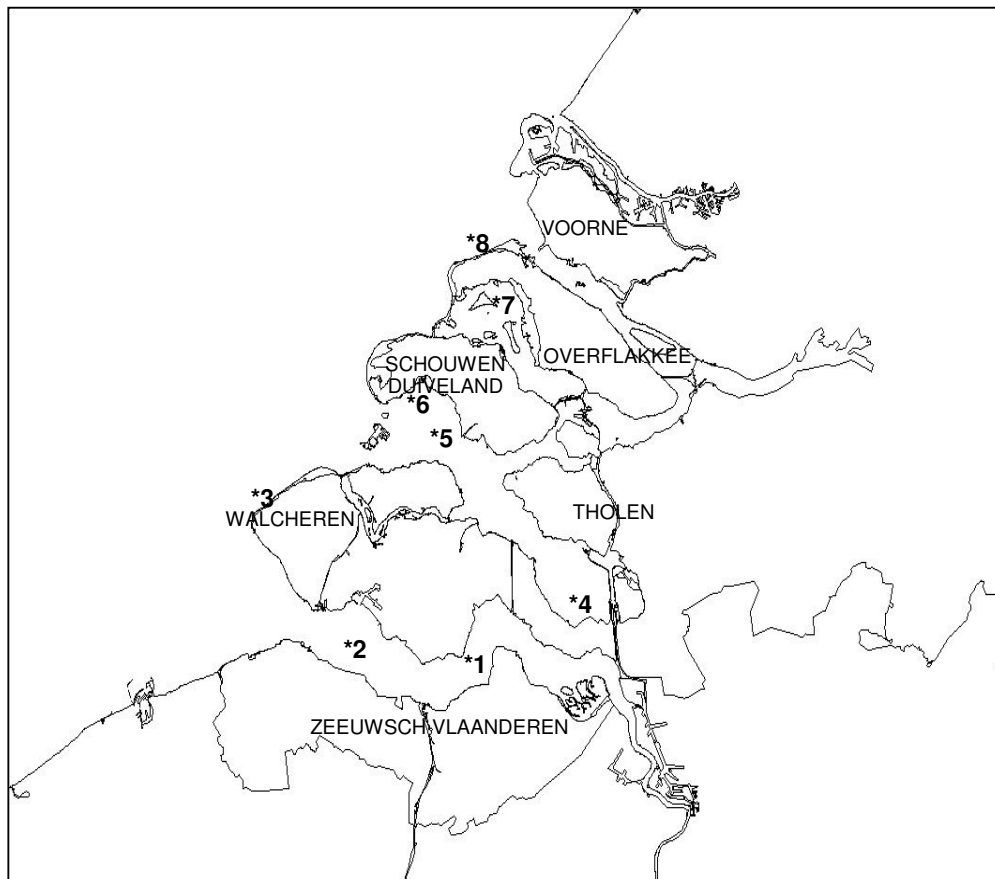 VOORNE
*8
*7
OVERFLAKKEE
SCHOUWEN
DUIVELAND
*6
*5
*3
WALCHEREN
THOLEN
*4
*2
*1
ZEEUWSCH VLAANDEREN